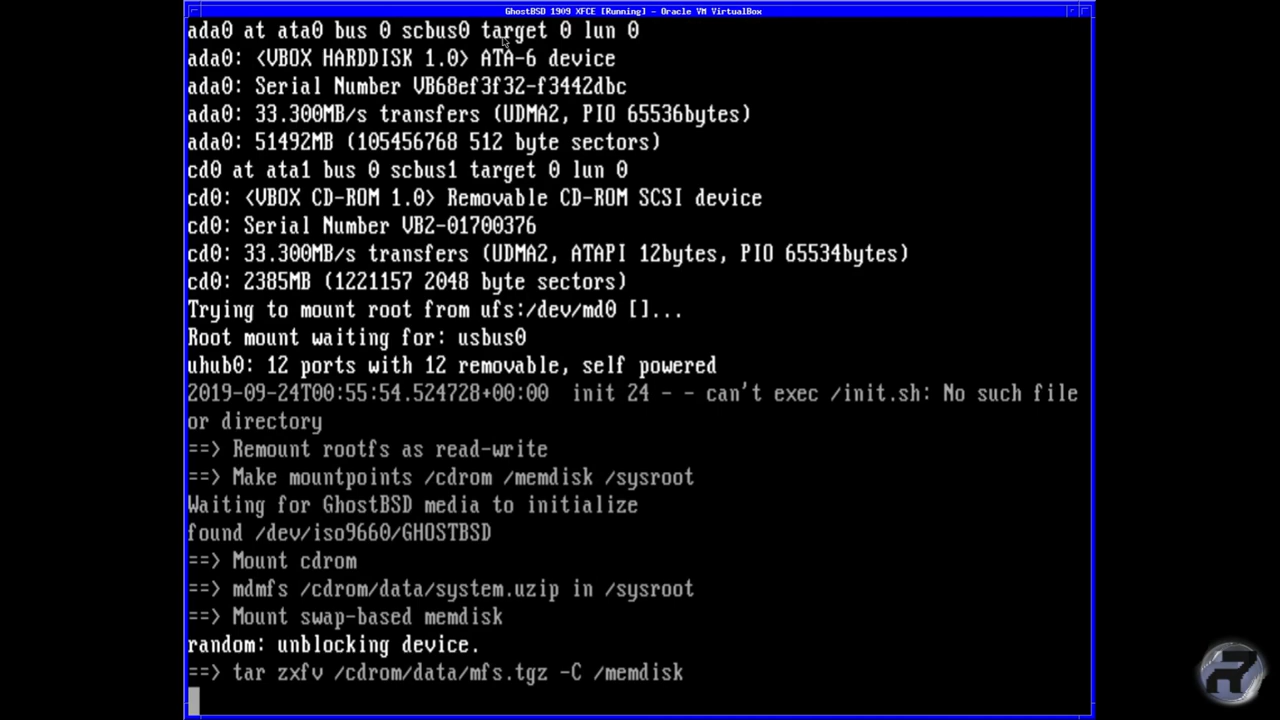 GhostBSD 1909 XFCE [Running] - Oracle VM VirtualBox
ada0 at ata0 bus 0 scbus0 target 0 lun 0
ada0: <VBOX HARDDISK 1.0> ATA-6 device
ada0: Serial Number VB68ef3f32-f3442dbc
ada0: 33.300MB/s transfers (UDMA2, PIO 65536bytes)
ada0: 51492MB (105456768 512 byte sectors)
cd0 at ata1 bus 0 scbus1 target 0 lun 0
cd0: <VBOX CD-ROM 1.0> Removable CD-ROM SCSI device
cd0: Serial Number VB2-01700376
cd0: 33.300MB/s transfers (UDMA2, ATAPI 12bytes, PIO 65534bytes)
cd0: 2385MB (1221157 2048 byte sectors)
Trying to mount root from ufs:/dev/md0 []...
Root mount waiting for: usbus0
uhub0: 12 ports with 12 removable, self powered
2019-09-24T00:55:54.524728+00:00  init 24 - - can't exec /init.sh: No such file
or directory
==> Remount rootfs as read-write
==> Make mountpoints /cdrom /memdisk /sysroot
Waiting for GhostBSD media to initialize
found /dev/iso9660/GHOSTBSD
==> Mount cdrom
==> mdmfs /cdrom/data/system.uzip in /sysroot
==> Mount swap-based memdisk
random: unblocking device.
==> tar zxfv /cdrom/data/mfs.tgz -C /memdisk
R